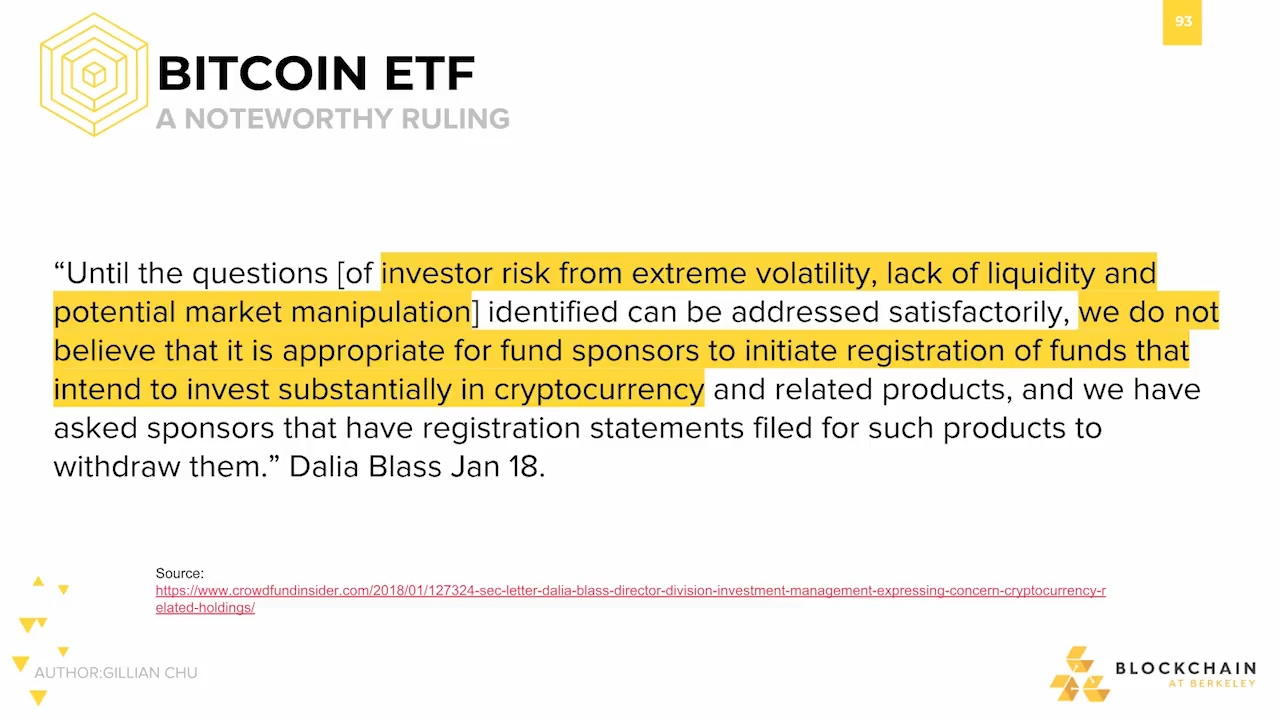 93
BITCOIN ETF
A NOTEWORTHY RULING
“Until the questions [of investor risk from extreme volatility, lack of liquidity and
potential market manipulation] identified can be addressed satisfactorily, we do not
believe that it is appropriate for fund sponsors to initiate registration of funds that
intend to invest substantially in cryptocurrency and related products, and we have
asked sponsors that have registration statements filed for such products to
withdraw them.” Dalia Blass Jan 18.
Source:
https://www.crowdfundinsider.com/2018/01/127324-sec-letter-dalia-blass-director-division-investment-management-expressing-concern-cryptocurrency-r
elated-holdings/
AUTHOR:GILLIAN CHU
BLOCKCHAIN
AT BERKELEY